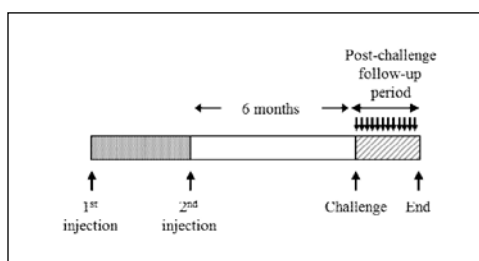 Post-challenge
follow-up
period
6 months
1st
injection
2nd
injection
Challenge
End